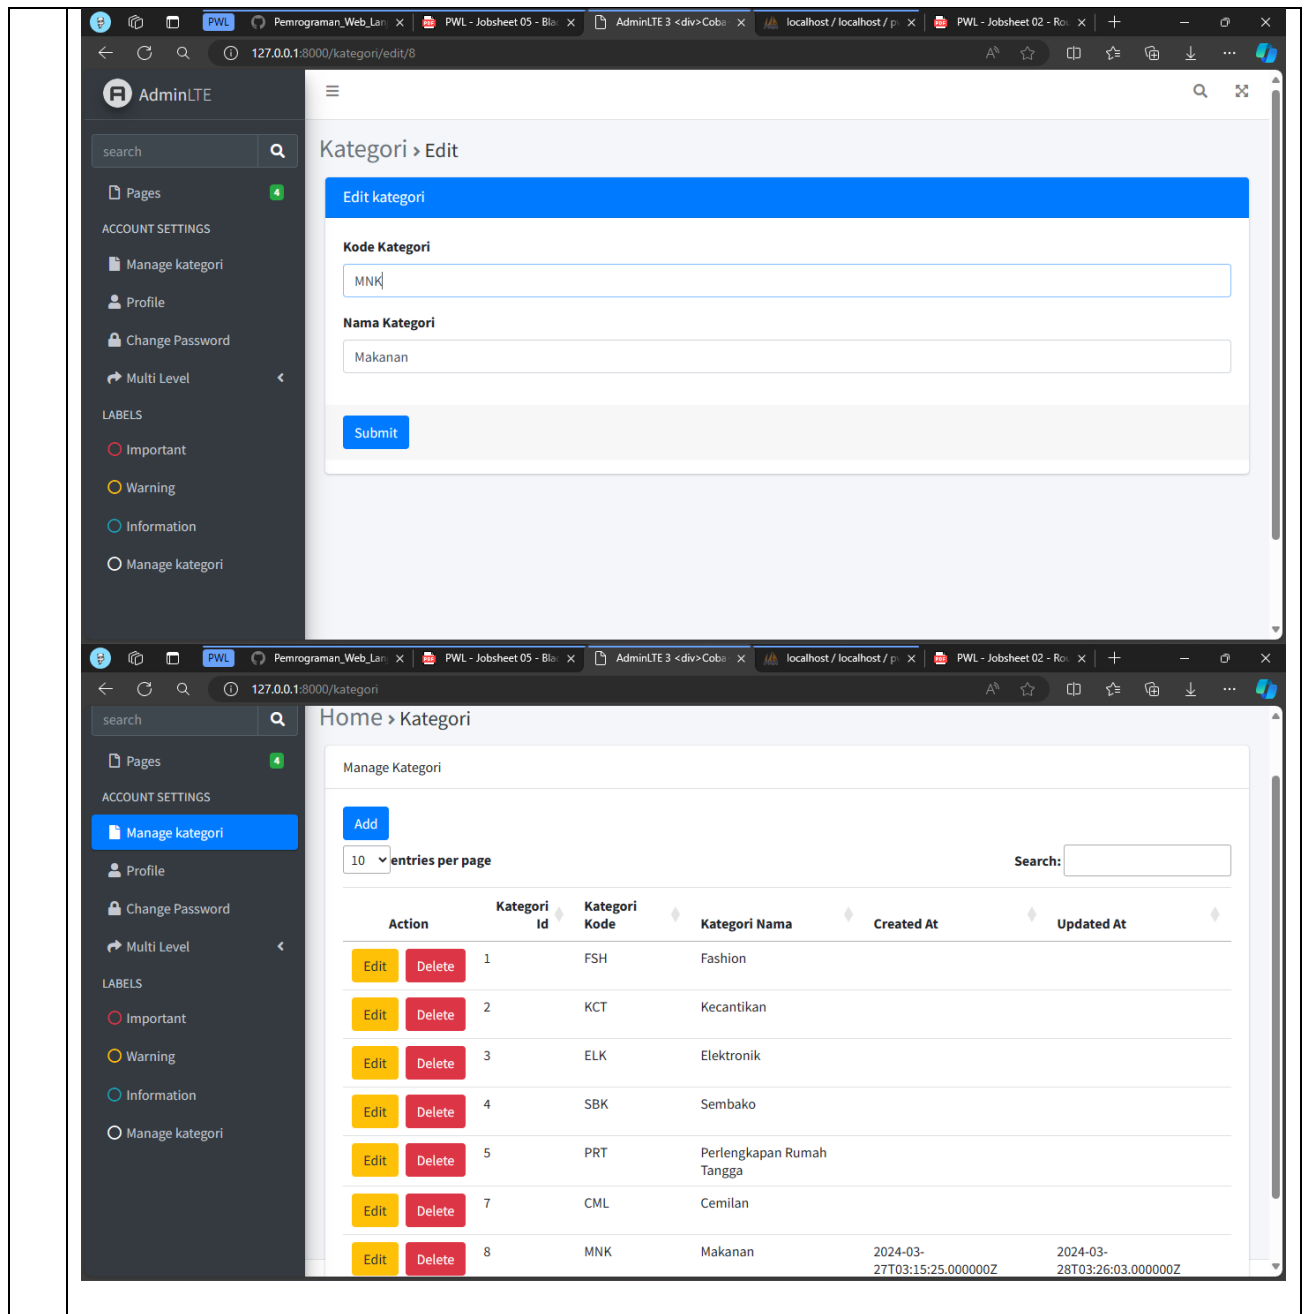 PWL Pemrograman_Web_Lan PWL - Jobsheet 05 - Bla AdminLTE 3 <div>Coba localhost / localhost / p PWL - Jobsheet 02 - Ro
127.0.0.1:8000/kategori/edit/8
AdminLTE
search
Kategori › Edit
Pages 4
Edit kategori
ACCOUNT SETTINGS
Kode Kategori
Manage kategori
MNK
Profile
Nama Kategori
Change Password
Makanan
Multi Level
LABELS
Submit
Important
Warning
Information
Manage kategori
PWL Pemrograman_Web_Lan PWL - Jobsheet 05 - Bla AdminLTE 3 <div>Coba localhost / localhost / p PWL - Jobsheet 02 - Ro
127.0.0.1:8000/kategori
search
Home › Kategori
Pages 4
Manage Kategori
ACCOUNT SETTINGS
Manage kategori
Add
Profile
10 entries per page Search:
Change Password
Multi Level
LABELS
Important
Warning
Information
Manage kategori
Action Kategori Id Kategori Kode Kategori Nama Created At Updated At
Edit Delete 1 FSH Fashion
Edit Delete 2 KCT Kecantikan
Edit Delete 3 ELK Elektronik
Edit Delete 4 SBK Sembako
Edit Delete 5 PRT Perlengkapan Rumah
Tangga
Edit Delete 7 CML Cemilan
Edit Delete 8 MNK Makanan 2024-03- 2024-03-
27T03:15:25.000000Z 28T03:26:03.000000Z